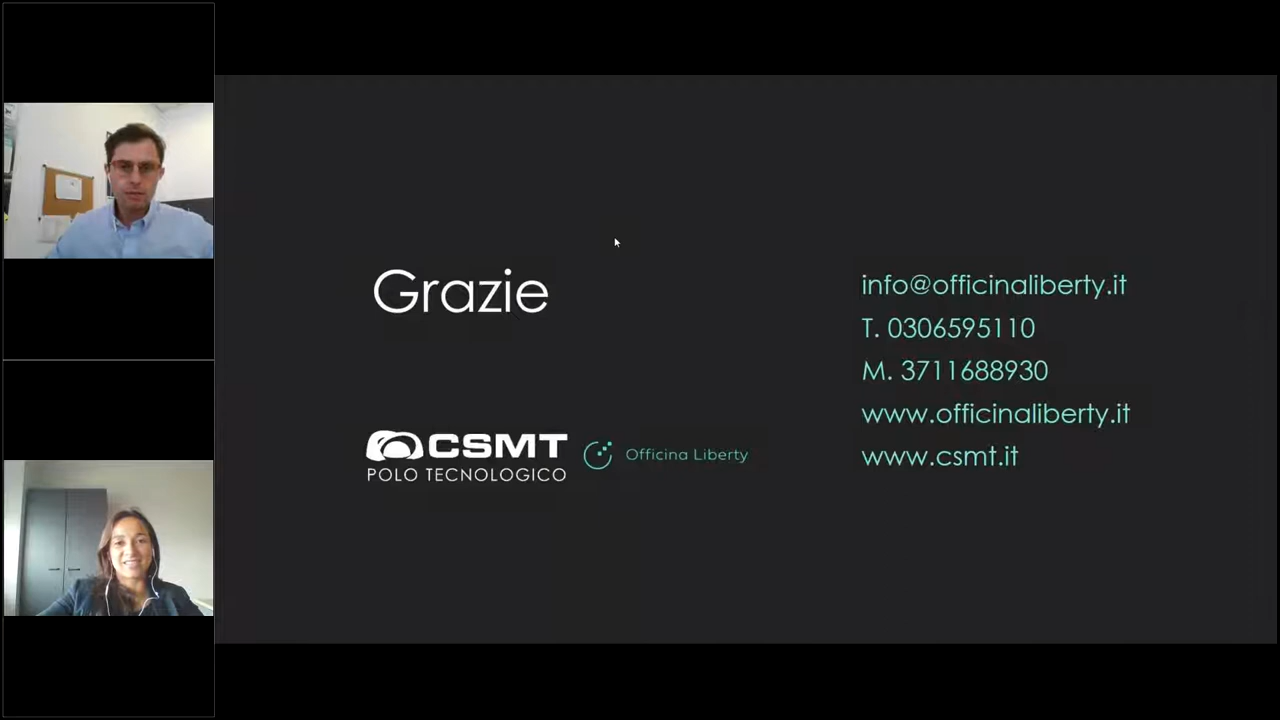 Grazie
CSMT
POLO TECNOLOGICO
Officina Liberty
info@officinaliberty.it
T. 0306595110
M. 3711688930
www.officinaliberty.it
www.csmt.it